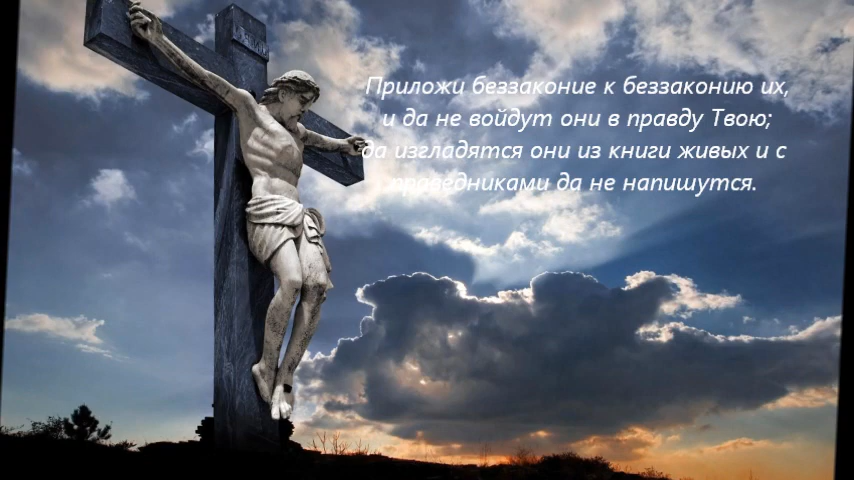 Приложи беззаконие к беззаконию их,
и да не войдут они в правду Твою;
да изгладятся они из книги живых и с
праведниками да не напишутся.